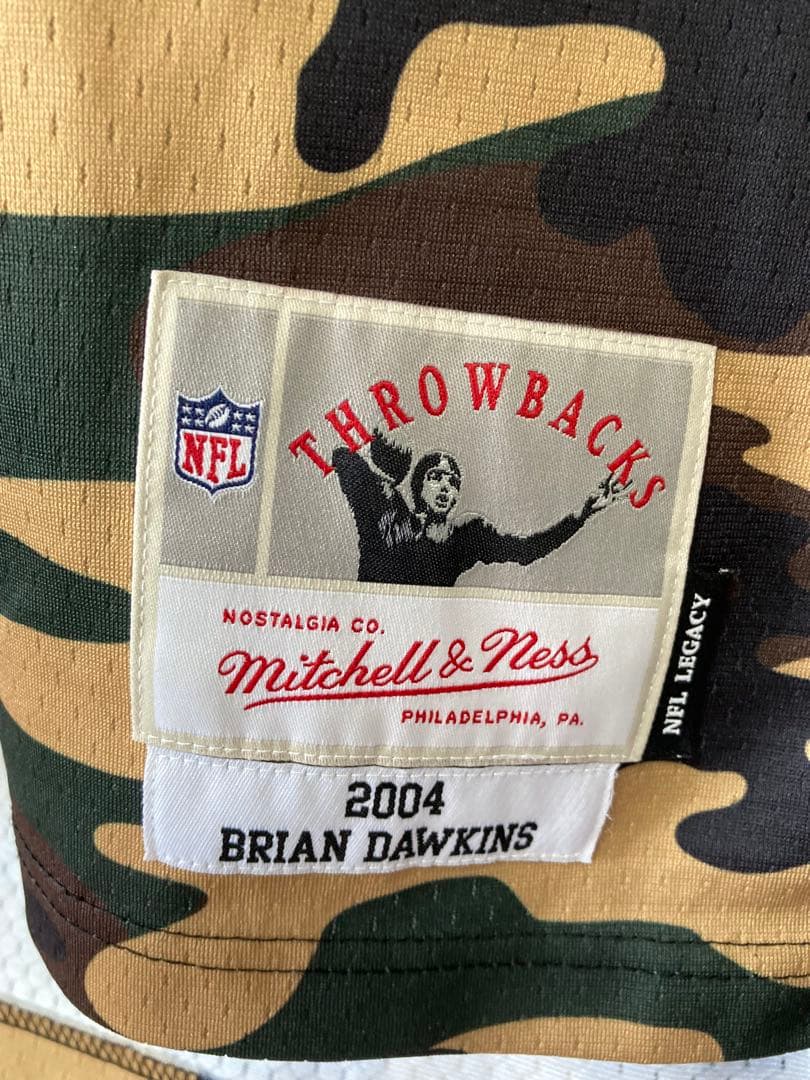 THROWBACKS
NFL
NOSTALGIA CO.
Mitchell & Ness
PHILADELPHIA, PA.
NFL LEGACY
2004
BRIAN DAWKINS